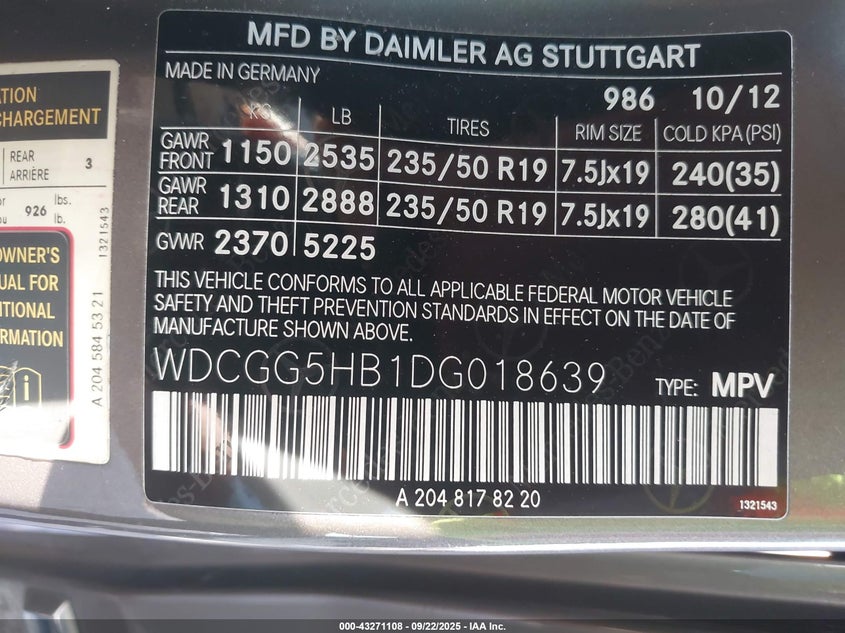 ATION
CHARGEMENT
REAR
ARRIÈRE 3
or
ou 926 lbs.
lb.
OWNER'S
UAL FOR
ITIONAL
FORMATION
A 204 584 53 21 1321543
MFD BY DAIMLER AG STUTTGART
MADE IN GERMANY
986 10/12
KG LB TIRES RIM SIZE COLD KPA (PSI)
GAWR
FRONT 1150 2535 235/50 R19 7.5Jx19 240(35)
GAWR
REAR 1310 2888 235/50 R19 7.5Jx19 280(41)
GVWR 2370 5225
THIS VEHICLE CONFORMS TO ALL APPLICABLE FEDERAL MOTOR VEHICLE
SAFETY AND THEFT PREVENTION STANDARDS IN EFFECT ON THE DATE OF
MANUFACTURE SHOWN ABOVE.
WDCGG5HB1DG018639 TYPE: MPV
A 204 817 82 20
1321543
000-43271108 - 09/22/2025 - IAA Inc.